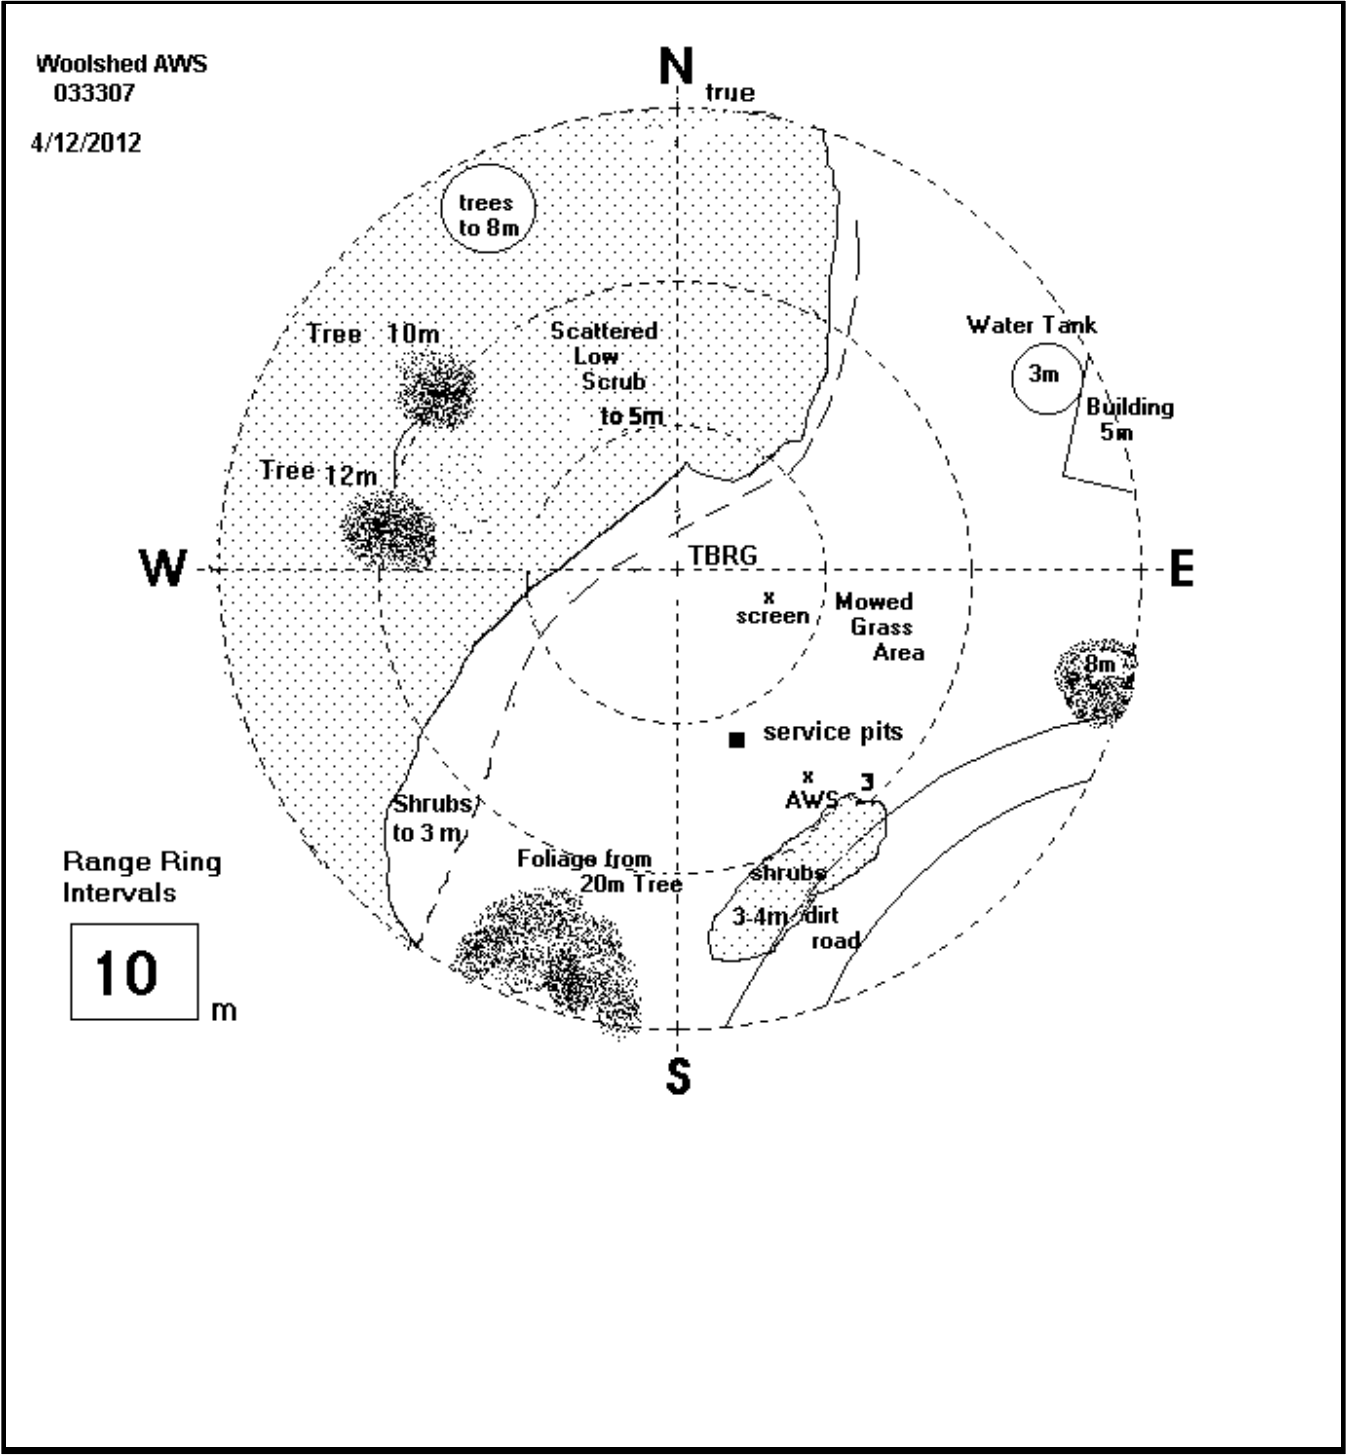 Woolshed AWS
033307
4/12/2012
N
true
trees
to 8m
Tree 10m
Scattered
Low
Scrub
to 5m
Water Tank
3m
Building
5m
Tree 12m
W
TBRG
E
x
screen
Mowed
Grass
Area
8m
service pits
x
AWS
3
Shrubs
to 3 m
Range Ring
Intervals
10
m
Foliage from
20m Tree
shrubs
3-4m
dirt
road
S